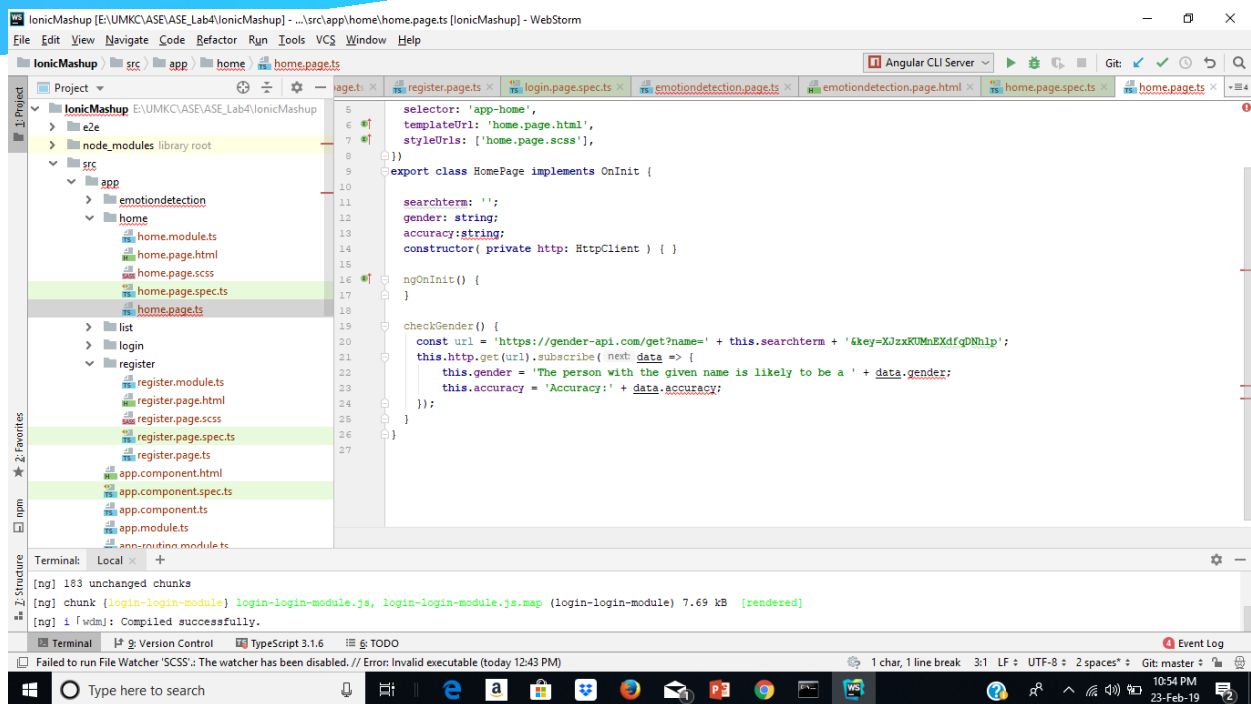 IonicMashup [E:\UMKC\ASE\ASE_Lab4\IonicMashup] - ...\src\app\home\home.page.ts [IonicMashup] - WebStorm
File Edit View Navigate Code Refactor Run Tools VCS Window Help
IonicMashup src app home home.page.ts Angular CLI Server Git:
Project age.ts register.page.ts login.page.spec.ts emotiondetection.page.ts emotiondetection.page.html home.page.spec.ts home.page.ts 4
1: Project
IonicMashup E:\UMKC\ASE\ASE_Lab4\IonicMashup
e2e
node_modules library root
src
app
emotiondetection
home
home.module.ts
home.page.html
home.page.scss
home.page.spec.ts
home.page.ts
list
login
register
register.module.ts
register.page.html
register.page.scss
register.page.spec.ts
register.page.ts
app.component.html
app.component.spec.ts
app.component.ts
app.module.ts
app-routing.module.ts
5 selector: 'app-home',
6 templateUrl: 'home.page.html',
7 styleUrls: ['home.page.scss'],
8 })
9 export class HomePage implements OnInit {
10
11 searchterm: '';
12 gender: string;
13 accuracy:string;
14 constructor( private http: HttpClient ) { }
15
16 ngOnInit() {
17 }
18
19 checkGender() {
20 const url = 'https://gender-api.com/get?name=' + this.searchterm + '&key=XJzxKUMnEXdfqDNhlp';
21 this.http.get(url).subscribe( next: data => {
22 this.gender = 'The person with the given name is likely to be a ' + data.gender;
23 this.accuracy = 'Accuracy:' + data.accuracy;
24 });
25 }
26 }
27
2: Favorites
npm
7: Structure
Terminal: Local +
[ng] 183 unchanged chunks
[ng] chunk {login-login-module} login-login-module.js, login-login-module.js.map (login-login-module) 7.69 kB [rendered]
[ng] i ｢wdm｣: Compiled successfully.
Terminal 9: Version Control TypeScript 3.1.6 6: TODO 4 Event Log
Failed to run File Watcher 'SCSS'.: The watcher has been disabled. // Error: Invalid executable (today 12:43 PM) 1 char, 1 line break 3:1 LF UTF-8 2 spaces* Git: master
Type here to search
10:54 PM
23-Feb-19
2